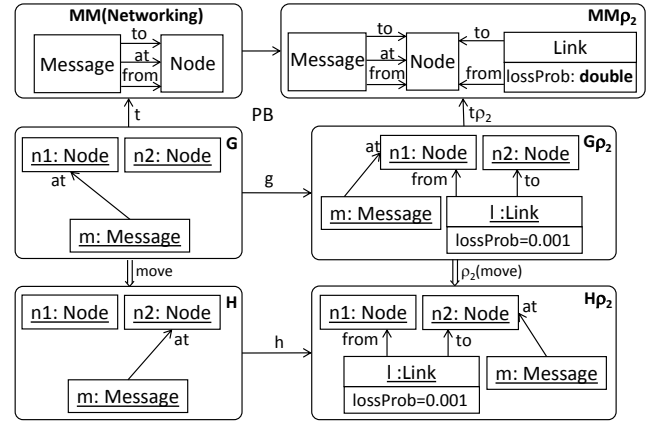 MM(Networking)
Message
to
at
from
Node
MMρ₂
Message
to
at
from
Node
to
from
Link
lossProb: double
t
PB
tρ₂
G
n1: Node
n2: Node
at
m: Message
g
Gρ₂
at
n1: Node
n2: Node
from
to
m: Message
l :Link
lossProb=0.001
move
ρ₂(move)
H
n1: Node
n2: Node
at
m: Message
h
Hρ₂
n1: Node
n2: Node
at
from
to
l :Link
lossProb=0.001
m: Message